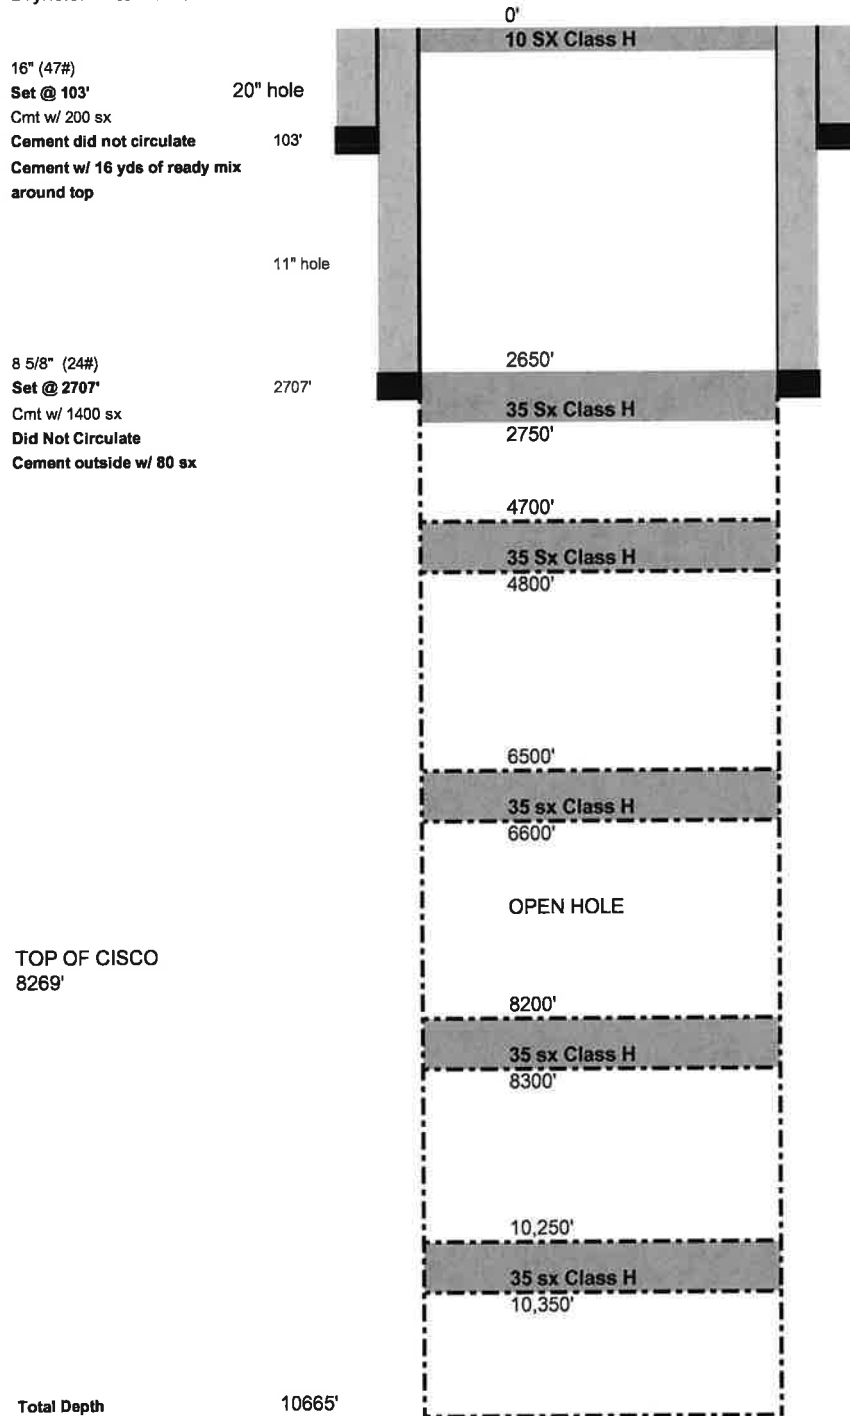 0'
10 SX Class H
16" (47#)
Set @ 103' 20" hole
Cmt w/ 200 sx
Cement did not circulate 103'
Cement w/ 16 yds of ready mix
around top
11" hole
2650'
8 5/8" (24#)
Set @ 2707' 2707'
Cmt w/ 1400 sx
35 Sx Class H
Did Not Circulate
2750'
Cement outside w/ 80 sx
4700'
35 Sx Class H
4800'
6500'
35 sx Class H
6600'
OPEN HOLE
TOP OF CISCO
8269'
8200'
35 sx Class H
8300'
10,250'
35 sx Class H
10,350'
Total Depth 10665'